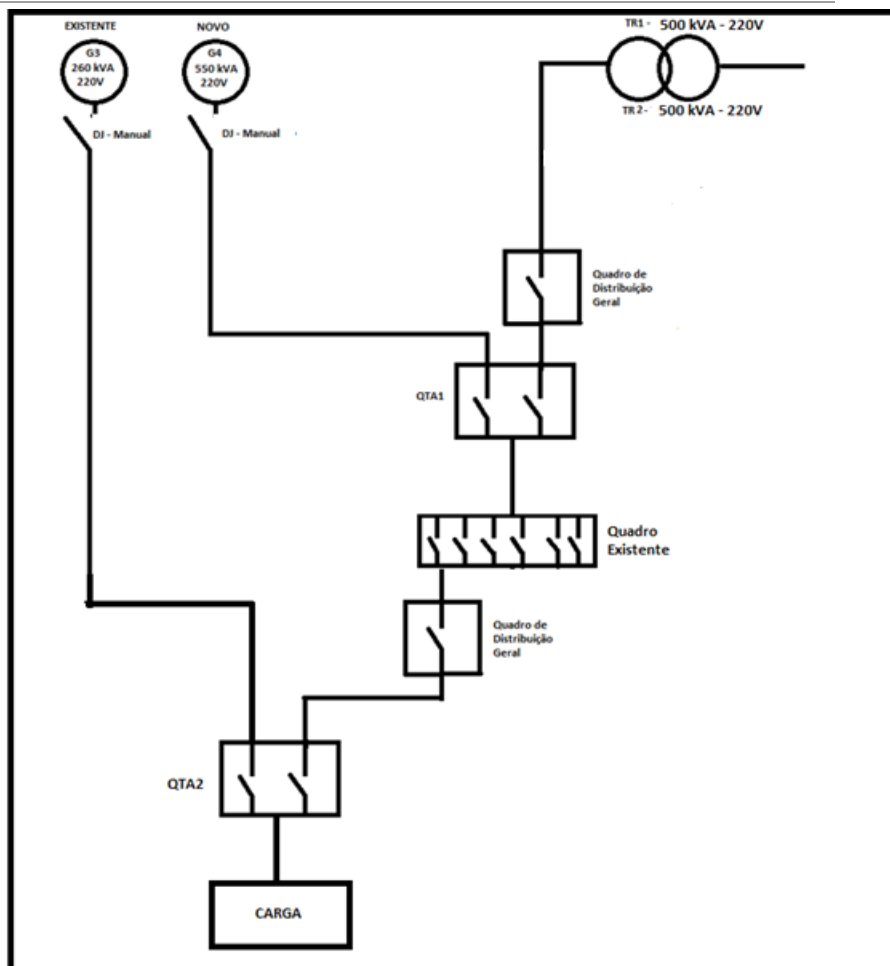 EXISTENTE
G3
260 kVA
220V
DJ - Manual
NOVO
G4
550 kVA
220V
DJ - Manual
TR1 - 500 kVA - 220V
TR 2 - 500 kVA - 220V
Quadro de
Distribuição
Geral
QTA1
Quadro
Existente
Quadro de
Distribuição
Geral
QTA2
CARGA